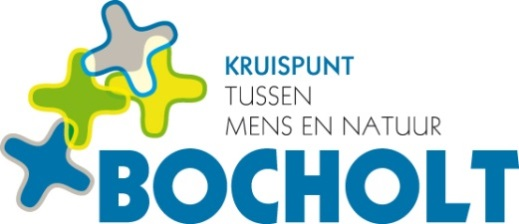 KRUISPUNT
TUSSEN
MENS EN NATUUR
BOCHOLT